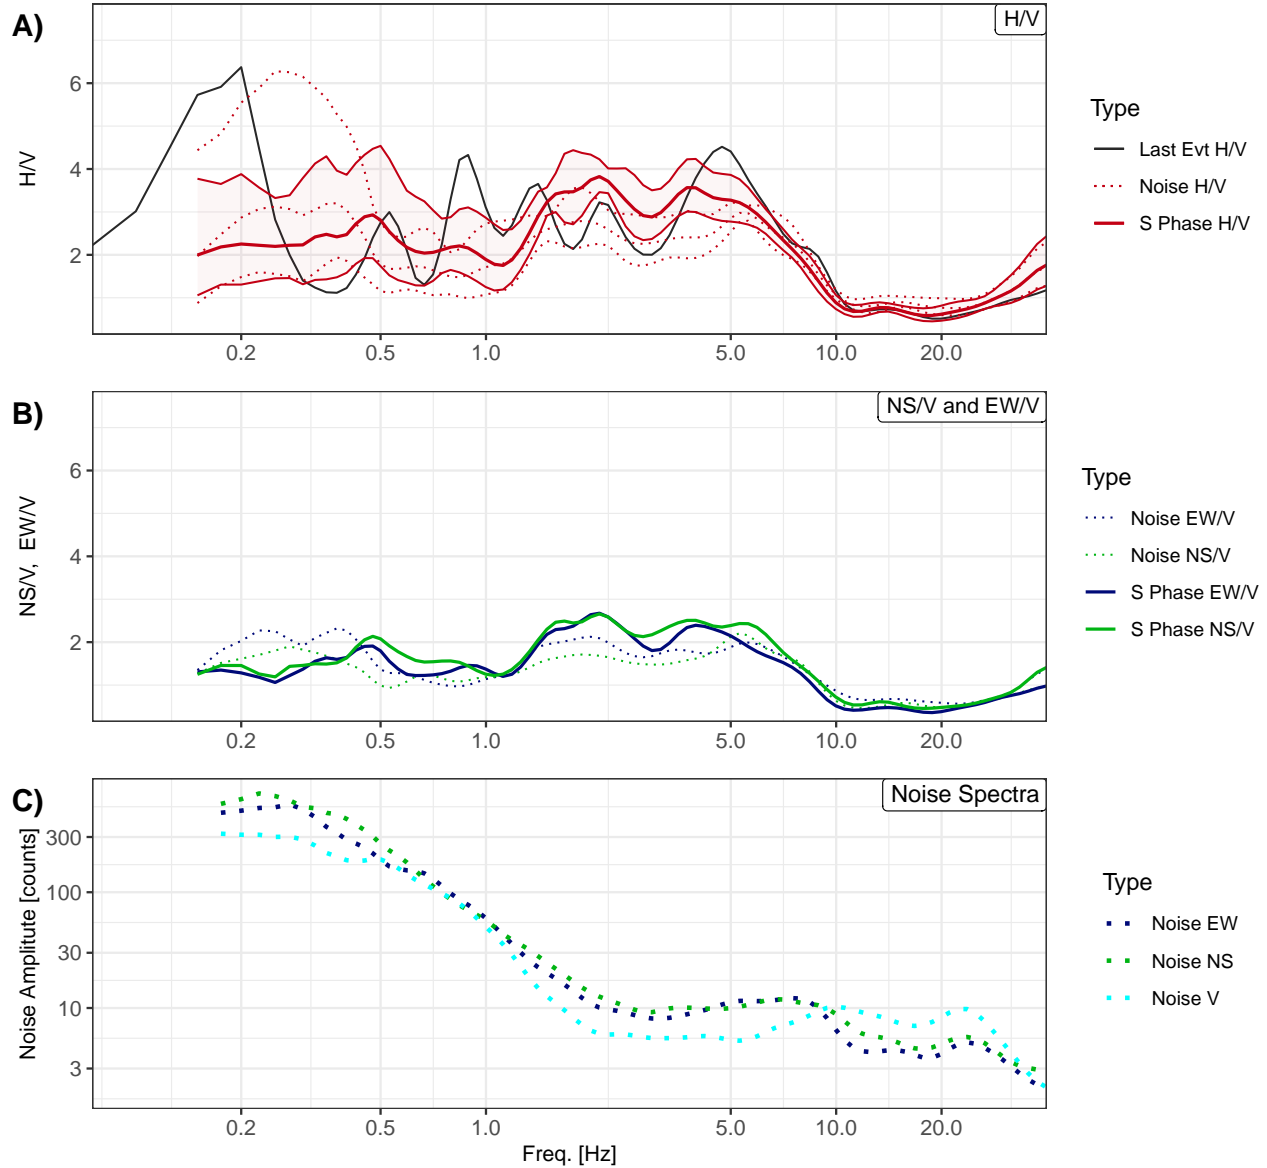 A)
H/V
6
4
2
H/V
0.2 0.5 1.0 5.0 10.0 20.0
Type
Last Evt H/V
Noise H/V
S Phase H/V
B)
NS/V and EW/V
6
4
2
NS/V, EW/V
0.2 0.5 1.0 5.0 10.0 20.0
Type
Noise EW/V
Noise NS/V
S Phase EW/V
S Phase NS/V
C)
Noise Spectra
300
100
30
10
3
Noise Amplitute [counts]
0.2 0.5 1.0 5.0 10.0 20.0
Freq. [Hz]
Type
Noise EW
Noise NS
Noise V